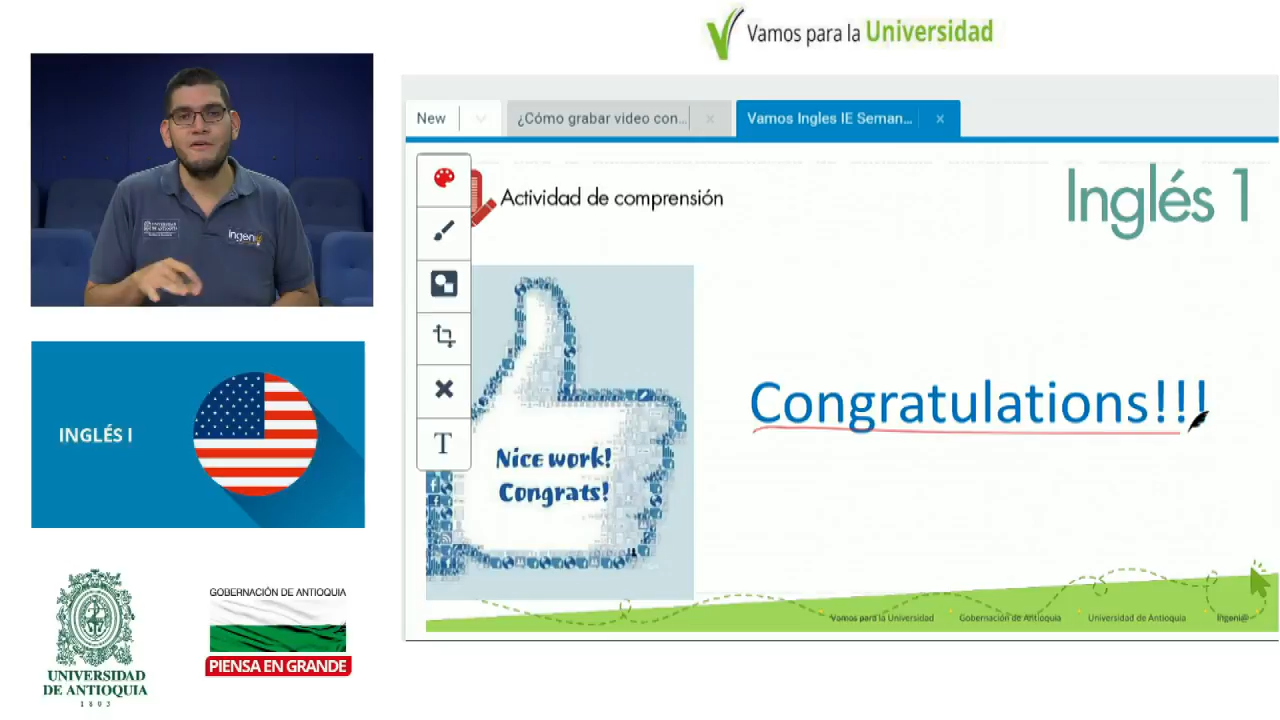 Vamos para la Universidad
New
¿Cómo grabar video con...
Vamos Ingles IE Seman...
Actividad de comprensión
Inglés 1
Nice work!
Congrats!
Congratulations!!!
T
INGLÉS I
Vamos para la Universidad
Gobernación de Antioquia
Universidad de Antioquia
Ingeni@
UNIVERSIDAD
DE ANTIOQUIA
1803
GOBERNACIÓN DE ANTIOQUIA
PIENSA EN GRANDE